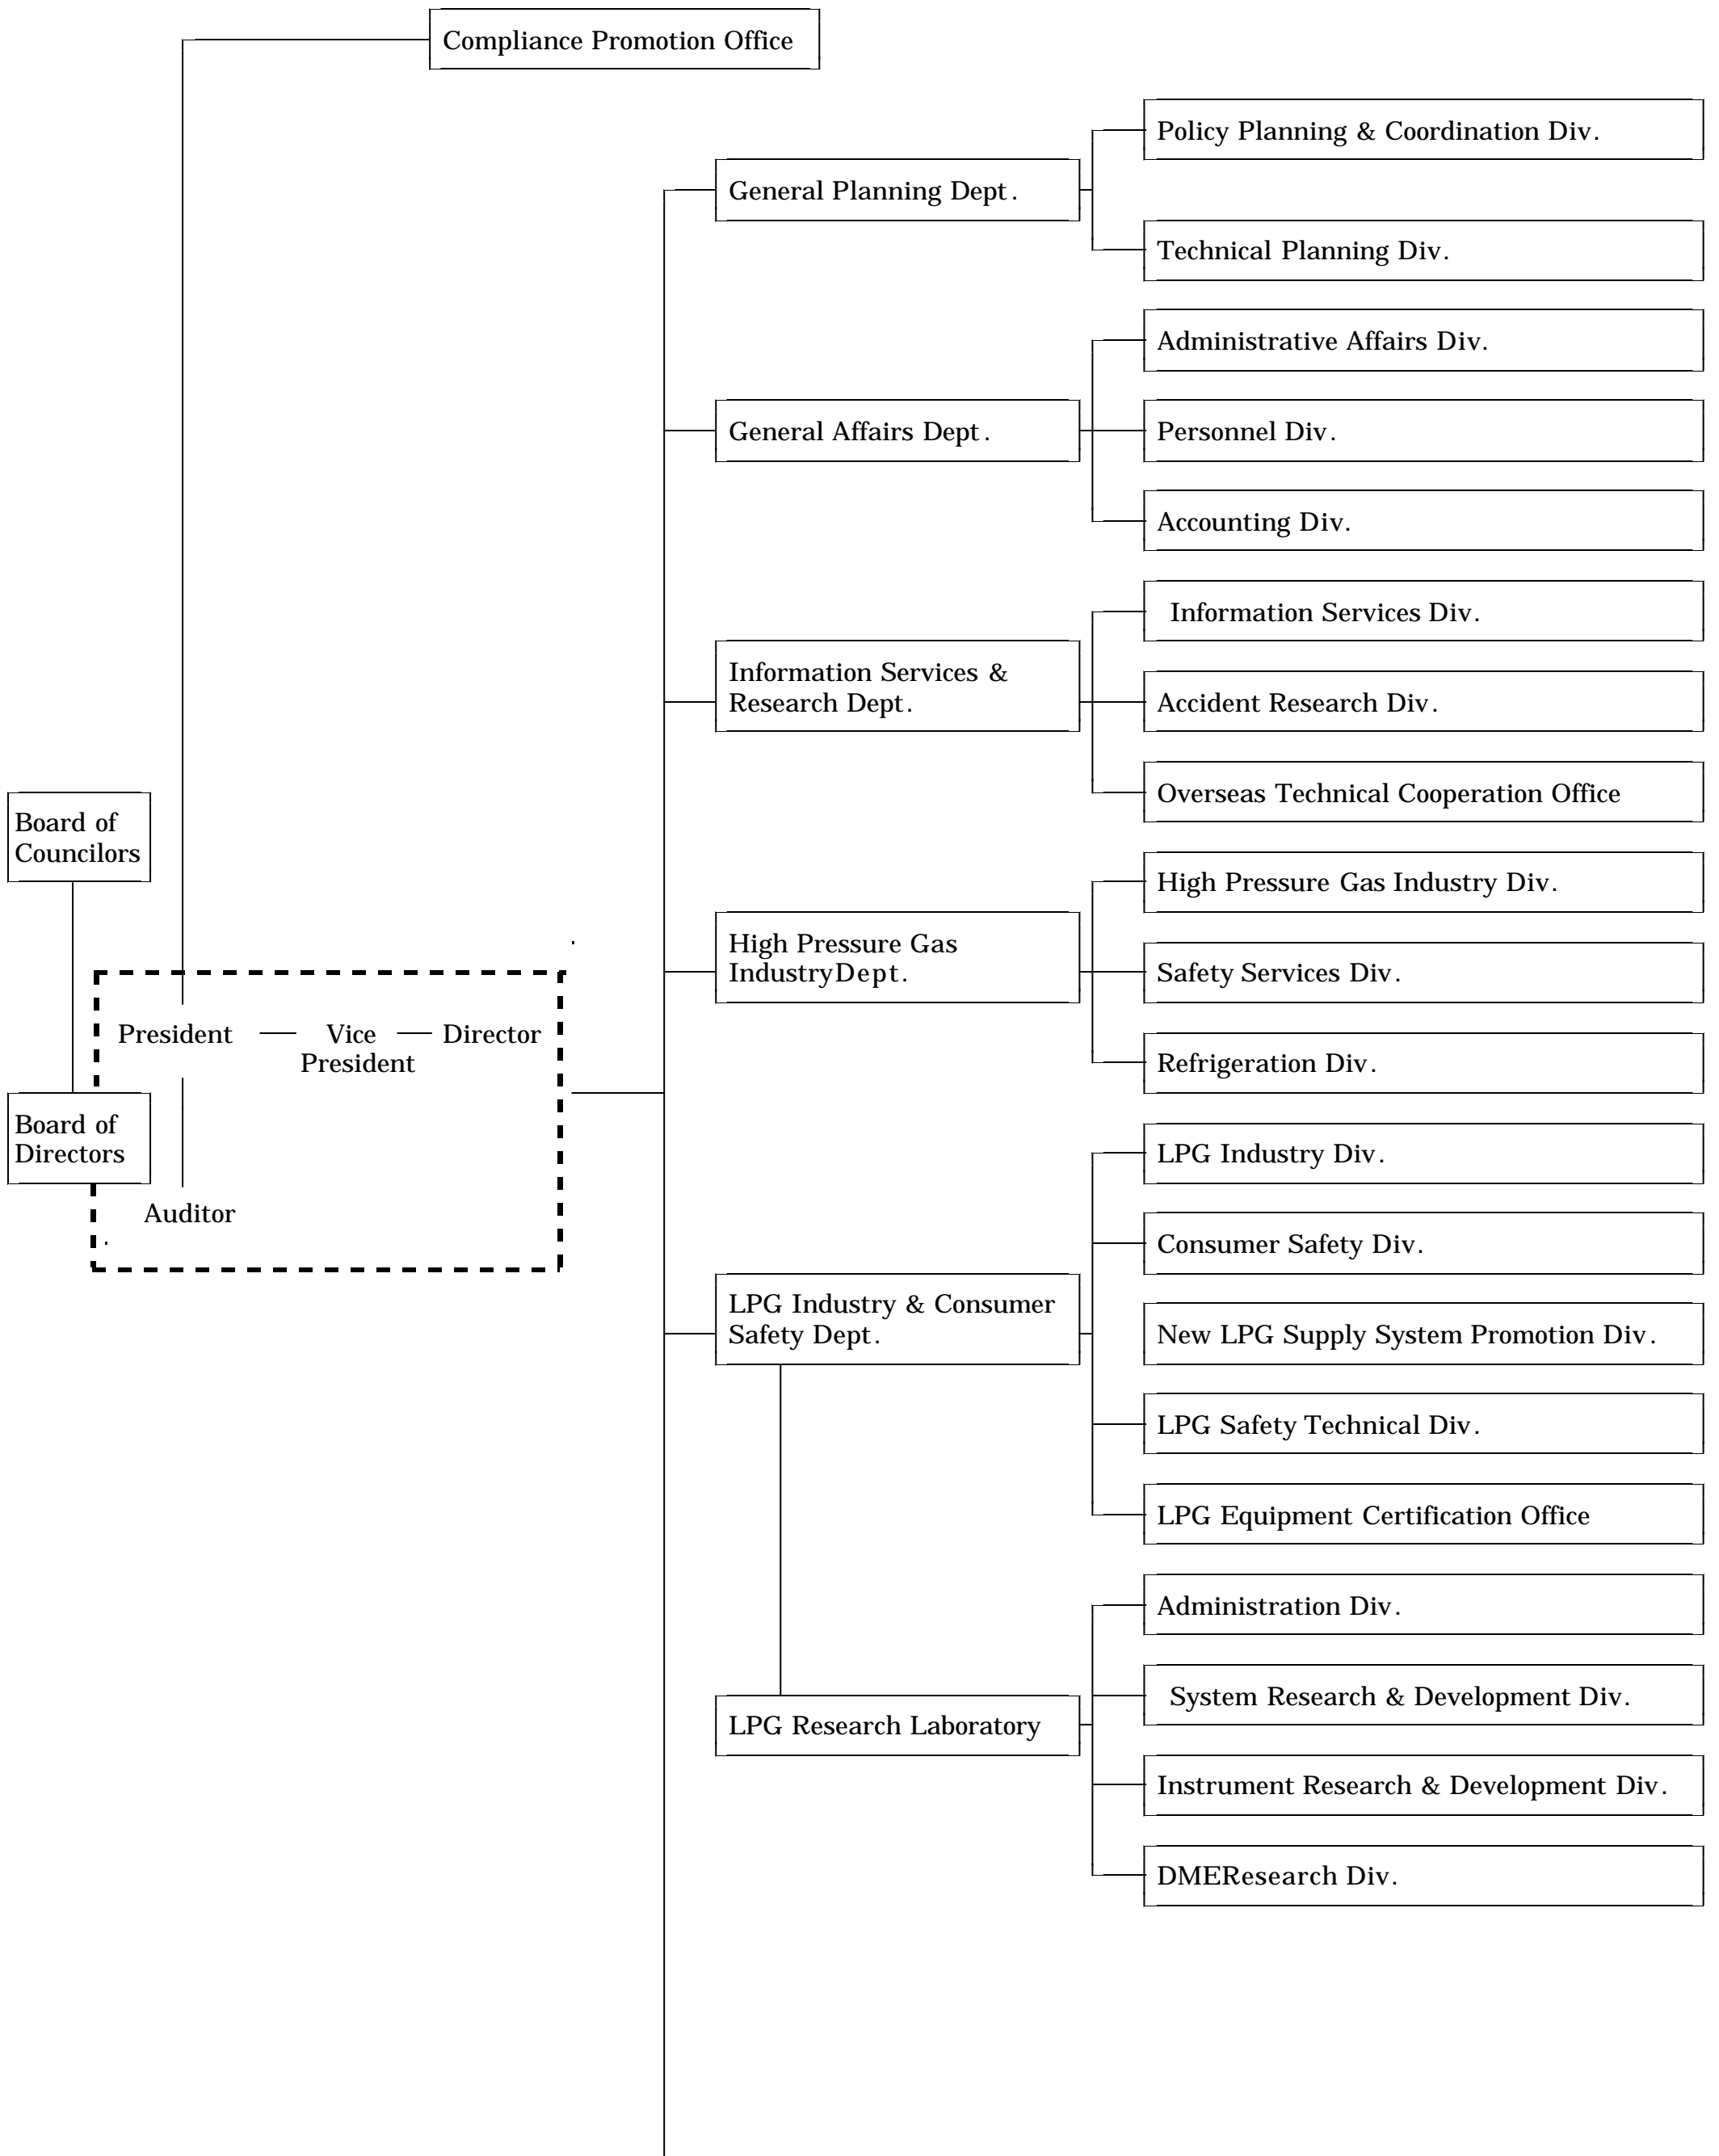 Compliance Promotion Office
Policy Planning & Coordination Div.
General Planning Dept.
Technical Planning Div.
Administrative Affairs Div.
General Affairs Dept.
Personnel Div.
Accounting Div.
Information Services Div.
Information Services &
Research Dept.
Accident Research Div.
Overseas Technical Cooperation Office
Board of
Councilors
High Pressure Gas Industry Div.
High Pressure Gas
IndustryDept.
Safety Services Div.
Refrigeration Div.
President
Vice
President
Director
Board of
Directors
Auditor
LPG Industry Div.
Consumer Safety Div.
LPG Industry & Consumer
Safety Dept.
New LPG Supply System Promotion Div.
LPG Safety Technical Div.
LPG Equipment Certification Office
Administration Div.
System Research & Development Div.
LPG Research Laboratory
Instrument Research & Development Div.
DMEResearch Div.